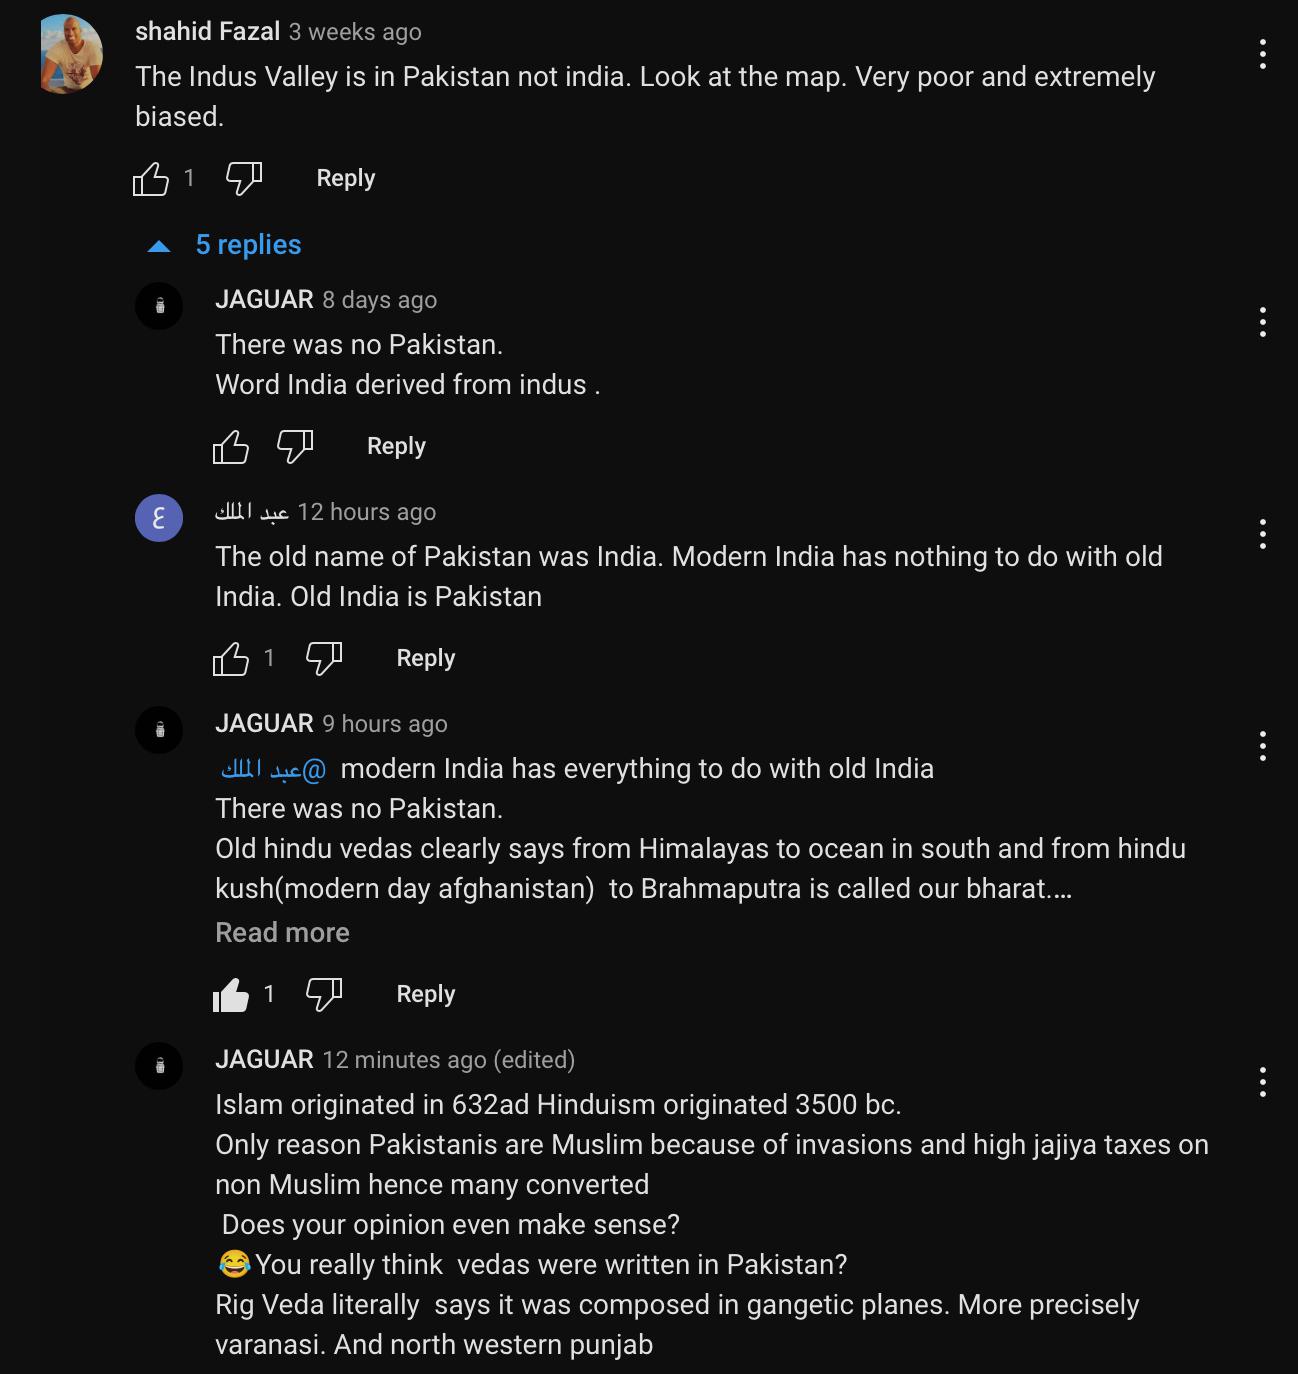 shahid Fazal 3 weeks ago
The Indus Valley is in Pakistan not india. Look at the map. Very poor and extremely
biased.
1 Reply
5 replies
JAGUAR 8 days ago
There was no Pakistan.
Word India derived from indus .
Reply
ع
عبد الملك 12 hours ago
The old name of Pakistan was India. Modern India has nothing to do with old
India. Old India is Pakistan
1 Reply
JAGUAR 9 hours ago
@عبد الملك modern India has everything to do with old India
There was no Pakistan.
Old hindu vedas clearly says from Himalayas to ocean in south and from hindu
kush(modern day afghanistan)  to Brahmaputra is called our bharat....
Read more
1 Reply
JAGUAR 12 minutes ago (edited)
Islam originated in 632ad Hinduism originated 3500 bc.
Only reason Pakistanis are Muslim because of invasions and high jajiya taxes on
non Muslim hence many converted
Does your opinion even make sense?
😂You really think  vedas were written in Pakistan?
Rig Veda literally  says it was composed in gangetic planes. More precisely
varanasi. And north western punjab